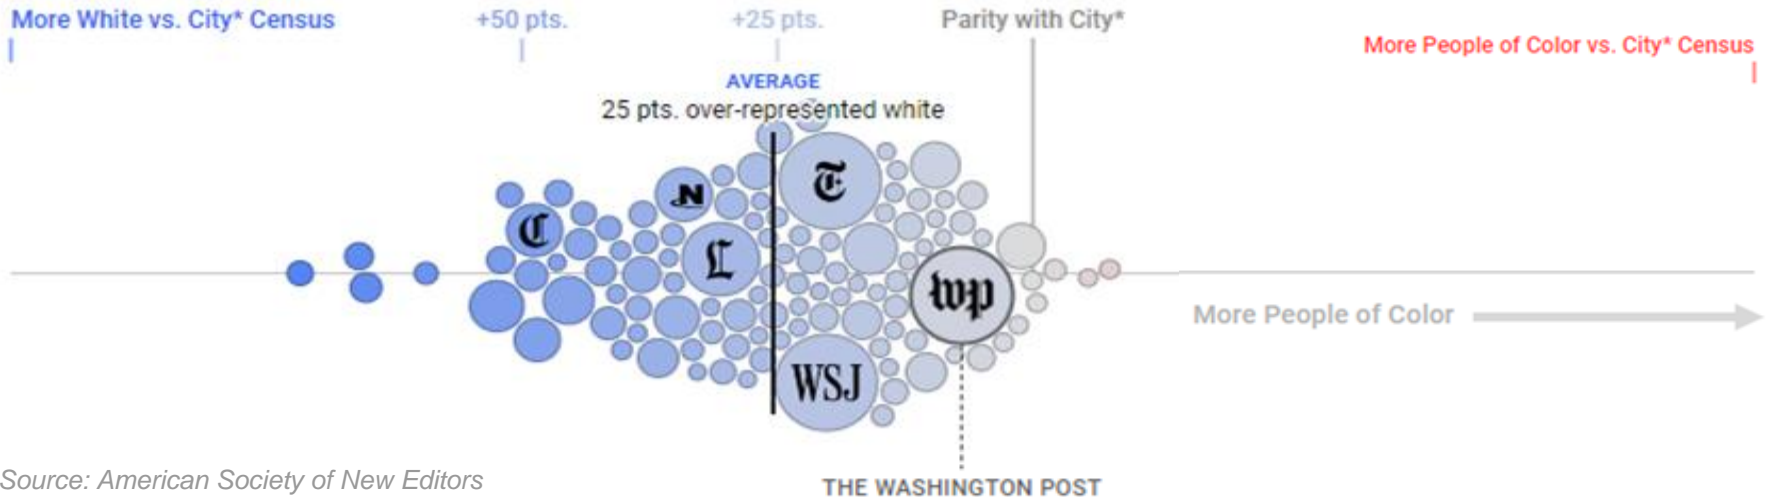 More White vs. City* Census
+50 pts.
+25 pts.
Parity with City*
More People of Color vs. City* Census
AVERAGE
25 pts. over-represented white
N
T
C
L
wp
More People of Color
WSJ
Source: American Society of New Editors
THE WASHINGTON POST